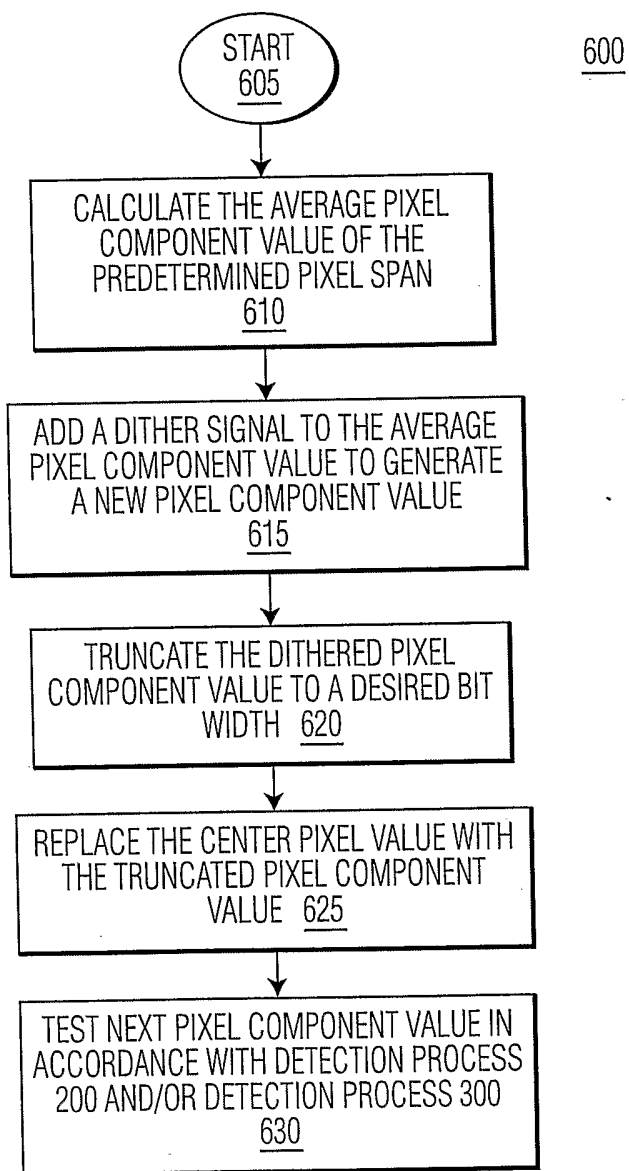 START
605
600
CALCULATE THE AVERAGE PIXEL
COMPONENT VALUE OF THE
PREDETERMINED PIXEL SPAN
610
ADD A DITHER SIGNAL TO THE AVERAGE
PIXEL COMPONENT VALUE TO GENERATE
A NEW PIXEL COMPONENT VALUE
615
TRUNCATE THE DITHERED PIXEL
COMPONENT VALUE TO A DESIRED BIT
WIDTH 620
REPLACE THE CENTER PIXEL VALUE WITH
THE TRUNCATED PIXEL COMPONENT
VALUE 625
TEST NEXT PIXEL COMPONENT VALUE IN
ACCORDANCE WITH DETECTION PROCESS
200 AND/OR DETECTION PROCESS 300
630